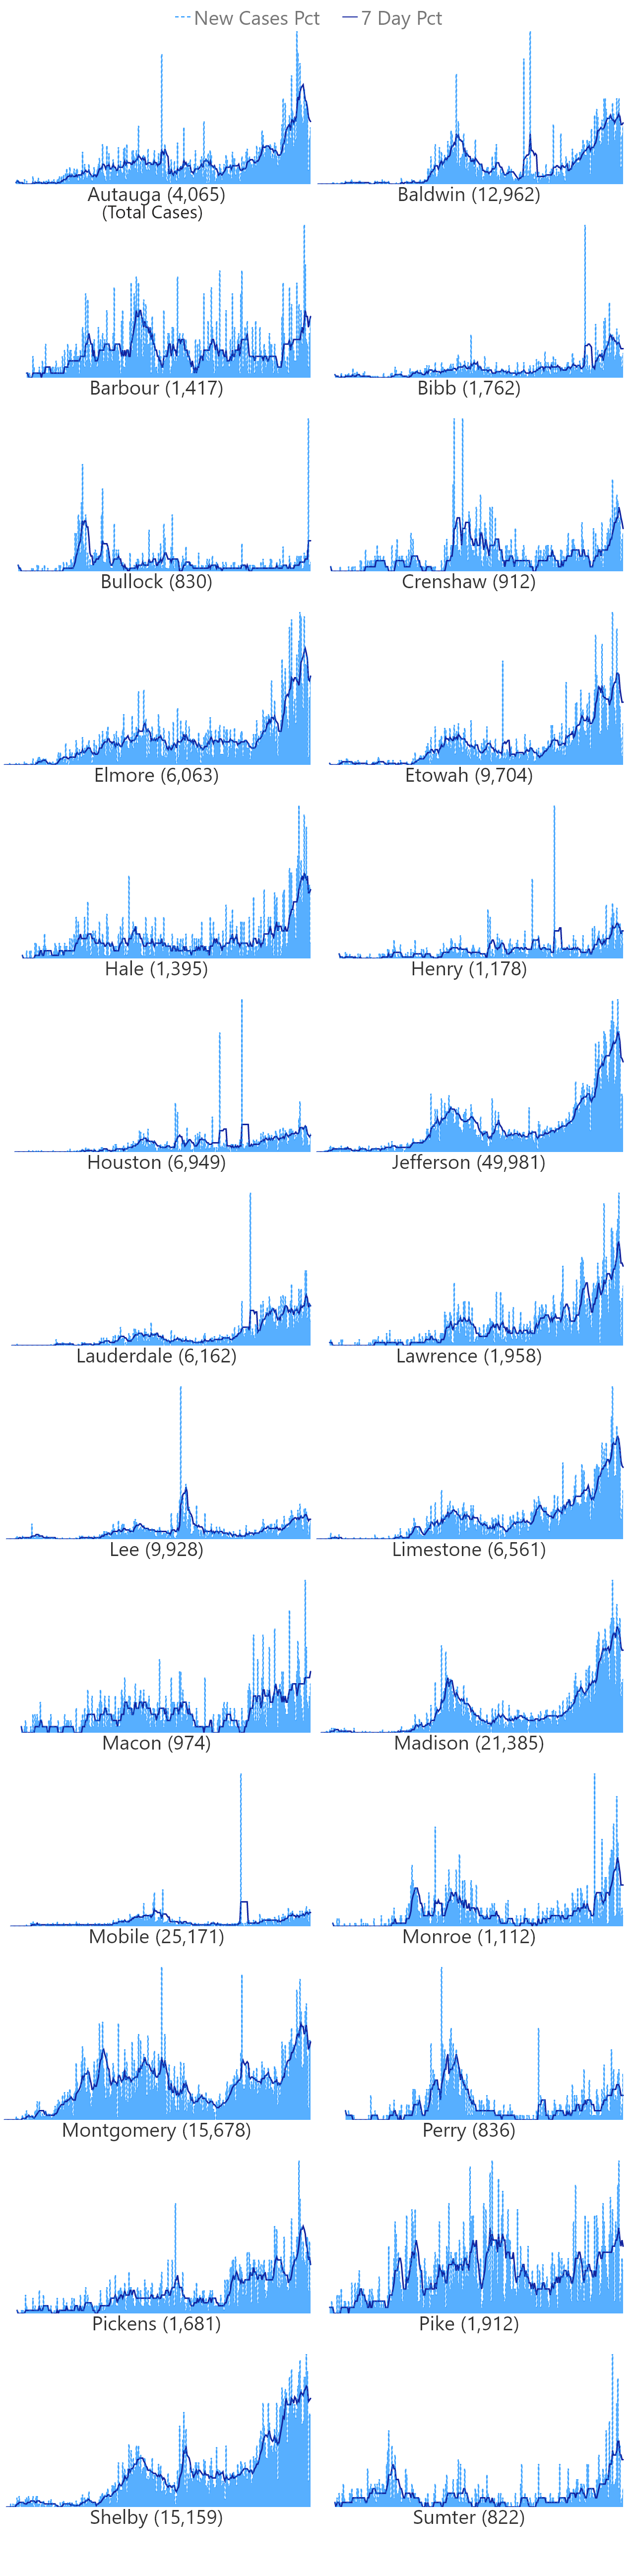 New Cases Pct 7 Day Pct
Autauga (4,065) Baldwin (12,962)
(Total Cases)
Barbour (1,417) Bibb (1,762)
Bullock (830) Crenshaw (912)
Elmore (6,063) Etowah (9,704)
Hale (1,395) Henry (1,178)
Houston (6,949) Jefferson (49,981)
Lauderdale (6,162) Lawrence (1,958)
Lee (9,928) Limestone (6,561)
Macon (974) Madison (21,385)
Mobile (25,171) Monroe (1,112)
Montgomery (15,678) Perry (836)
Pickens (1,681) Pike (1,912)
Shelby (15,159) Sumter (822)